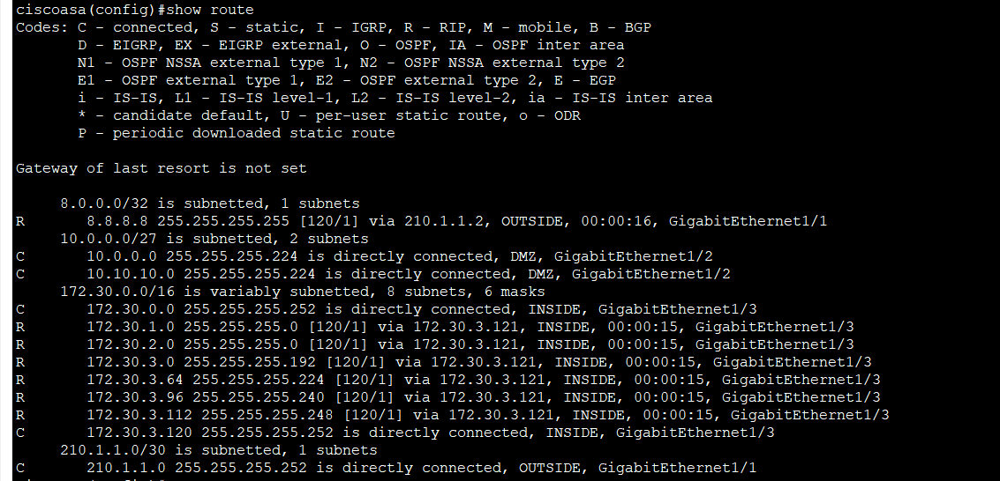 ciscoasa(config)#show route
Codes: C - connected, S - static, I - IGRP, R - RIP, M - mobile, B - BGP
       D - EIGRP, EX - EIGRP external, O - OSPF, IA - OSPF inter area
       N1 - OSPF NSSA external type 1, N2 - OSPF NSSA external type 2
       E1 - OSPF external type 1, E2 - OSPF external type 2, E - EGP
       i - IS-IS, L1 - IS-IS level-1, L2 - IS-IS level-2, ia - IS-IS inter area
       * - candidate default, U - per-user static route, o - ODR
       P - periodic downloaded static route

Gateway of last resort is not set

     8.0.0.0/32 is subnetted, 1 subnets
R       8.8.8.8 255.255.255.255 [120/1] via 210.1.1.2, OUTSIDE, 00:00:16, GigabitEthernet1/1
     10.0.0.0/27 is subnetted, 2 subnets
C       10.0.0.0 255.255.255.224 is directly connected, DMZ, GigabitEthernet1/2
C       10.10.10.0 255.255.255.224 is directly connected, DMZ, GigabitEthernet1/2
     172.30.0.0/16 is variably subnetted, 8 subnets, 6 masks
C       172.30.0.0 255.255.255.252 is directly connected, INSIDE, GigabitEthernet1/3
R       172.30.1.0 255.255.255.0 [120/1] via 172.30.3.121, INSIDE, 00:00:15, GigabitEthernet1/3
R       172.30.2.0 255.255.255.0 [120/1] via 172.30.3.121, INSIDE, 00:00:15, GigabitEthernet1/3
R       172.30.3.0 255.255.255.192 [120/1] via 172.30.3.121, INSIDE, 00:00:15, GigabitEthernet1/3
R       172.30.3.64 255.255.255.224 [120/1] via 172.30.3.121, INSIDE, 00:00:15, GigabitEthernet1/3
R       172.30.3.96 255.255.255.240 [120/1] via 172.30.3.121, INSIDE, 00:00:15, GigabitEthernet1/3
R       172.30.3.112 255.255.255.248 [120/1] via 172.30.3.121, INSIDE, 00:00:15, GigabitEthernet1/3
C       172.30.3.120 255.255.255.252 is directly connected, INSIDE, GigabitEthernet1/3
     210.1.1.0/30 is subnetted, 1 subnets
C       210.1.1.0 255.255.255.252 is directly connected, OUTSIDE, GigabitEthernet1/1